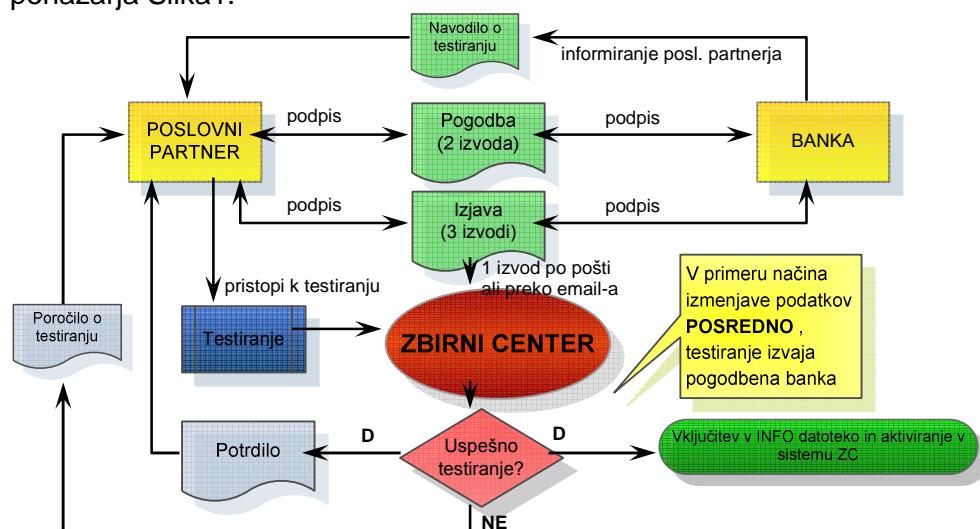 ponazarja Slika1.
Navodilo o
testiranju
informiranje posl. partnerja
POSLOVNI
PARTNER
podpis
Pogodba
(2 izvoda)
podpis
BANKA
podpis
Izjava
(3 izvodi)
podpis
1 izvod po pošti
ali preko email-a
pristopi k testiranju
Poročilo o
testiranju
Testiranje
ZBIRNI CENTER
V primeru načina
izmenjave podatkov
POSREDNO ,
testiranje izvaja
pogodbena banka
Potrdilo
D
Uspešno
testiranje?
D
Vključitev v INFO datoteko in aktiviranje v
sistemu ZC
NE